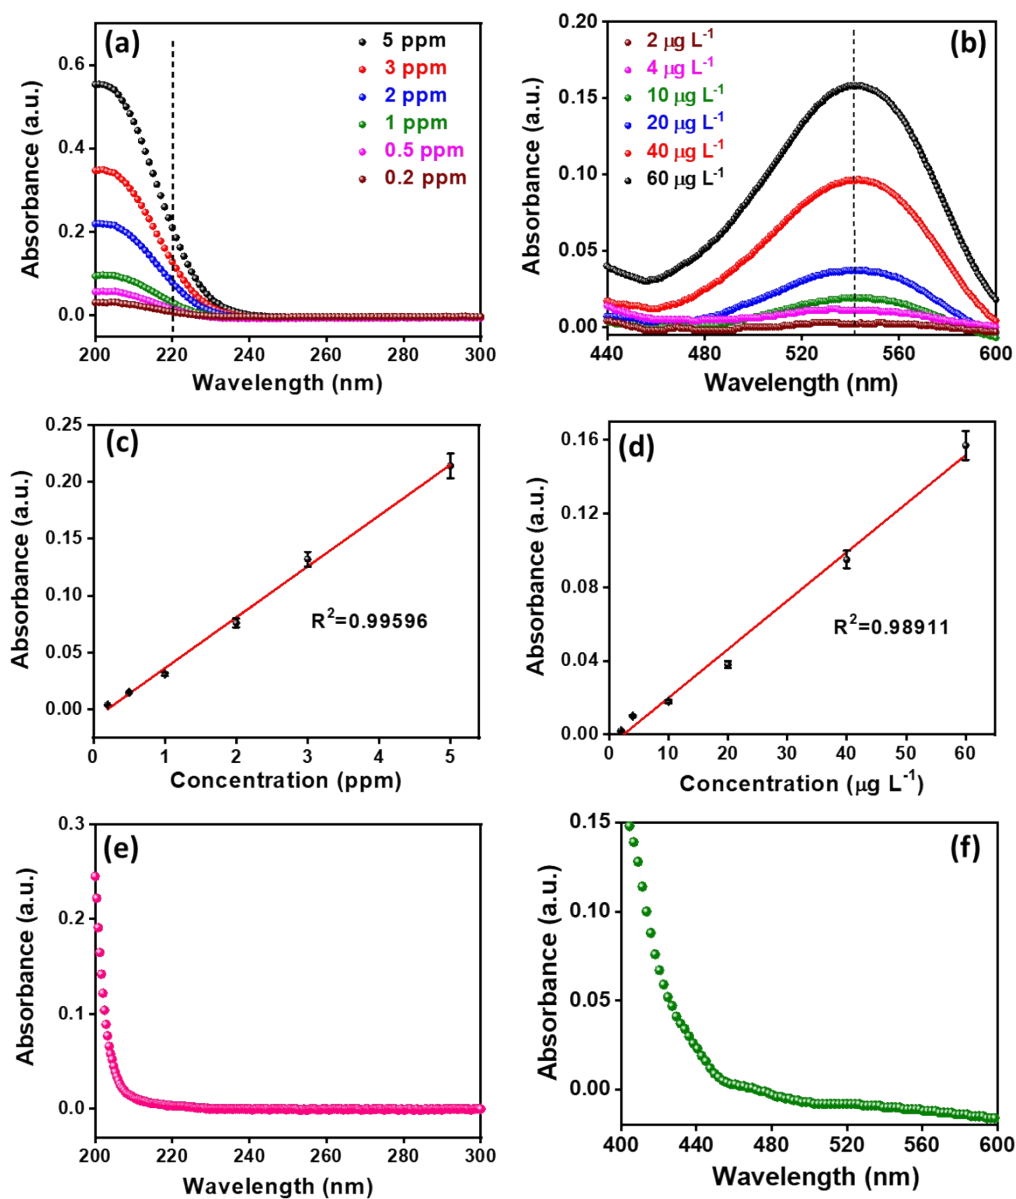 (a)
5 ppm
3 ppm
2 ppm
1 ppm
0.5 ppm
0.2 ppm
0.6
0.4
0.2
0.0
200 220 240 260 280 300
Wavelength (nm)
Absorbance (a.u.)
(b)
2 μg L-1
4 μg L-1
10 μg L-1
20 μg L-1
40 μg L-1
60 μg L-1
0.20
0.15
0.10
0.05
0.00
440 480 520 560 600
Wavelength (nm)
Absorbance (a.u.)
(c)
0.25
0.20
0.15
0.10
0.05
0.00
R2=0.99596
0 1 2 3 4 5
Concentration (ppm)
Absorbance (a.u.)
(d)
0.16
0.12
0.08
0.04
0.00
R2=0.98911
0 10 20 30 40 50 60
Concentration (μg L-1)
Absorbance (a.u.)
(e)
0.3
0.2
0.1
0.0
200 220 240 260 280 300
Wavelength (nm)
Absorbance (a.u.)
(f)
0.15
0.10
0.05
0.00
400 440 480 520 560 600
Wavelength (nm)
Absorbance (a.u.)